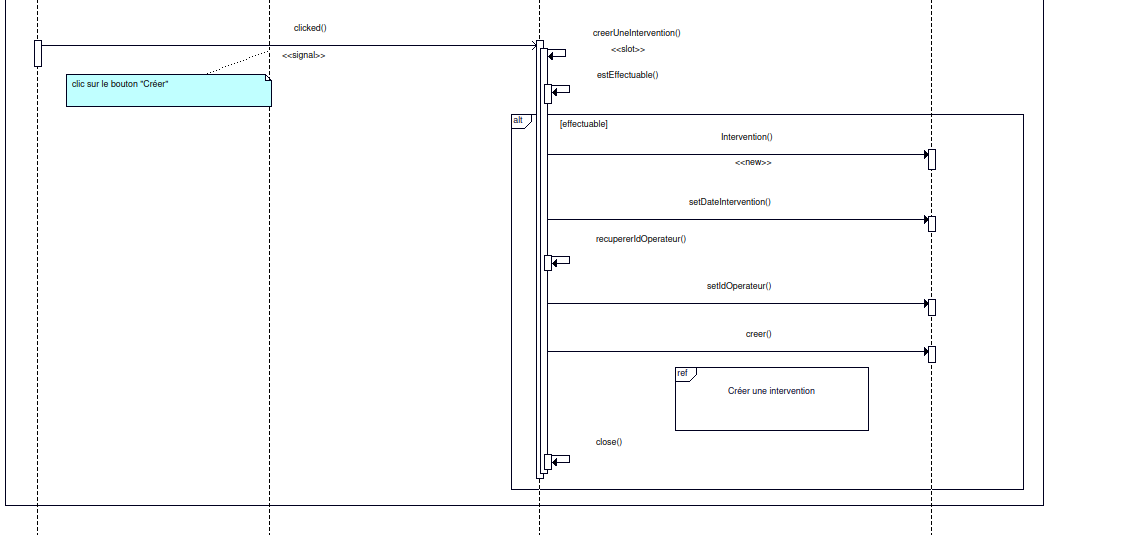 clicked()
creerUneIntervention()
<<signal>>
<<slot>>
estEffectuable()
clic sur le bouton "Créer"
alt
[effectuable]
Intervention()
<<new>>
setDateIntervention()
recupererIdOperateur()
setIdOperateur()
creer()
ref
Créer une intervention
close()